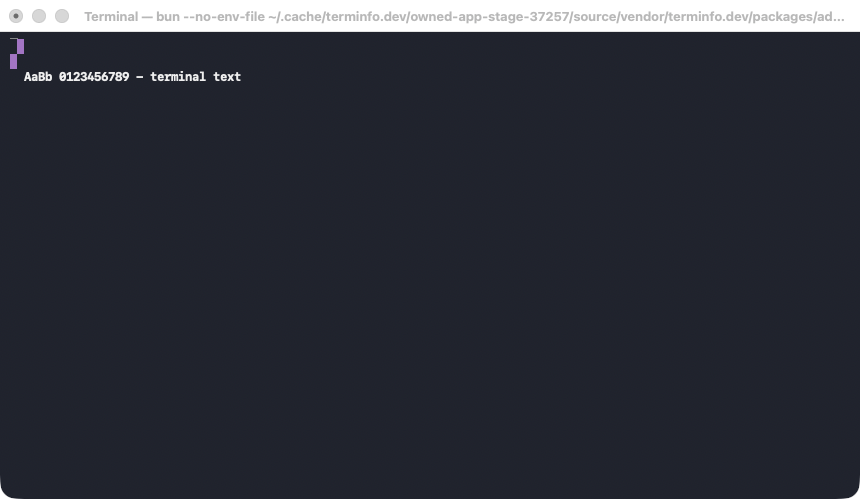 Terminal — bun --no-env-file ~/.cache/terminfo.dev/owned-app-stage-37257/source/vendor/terminfo.dev/packages/ad...
AaBb 0123456789 — terminal text